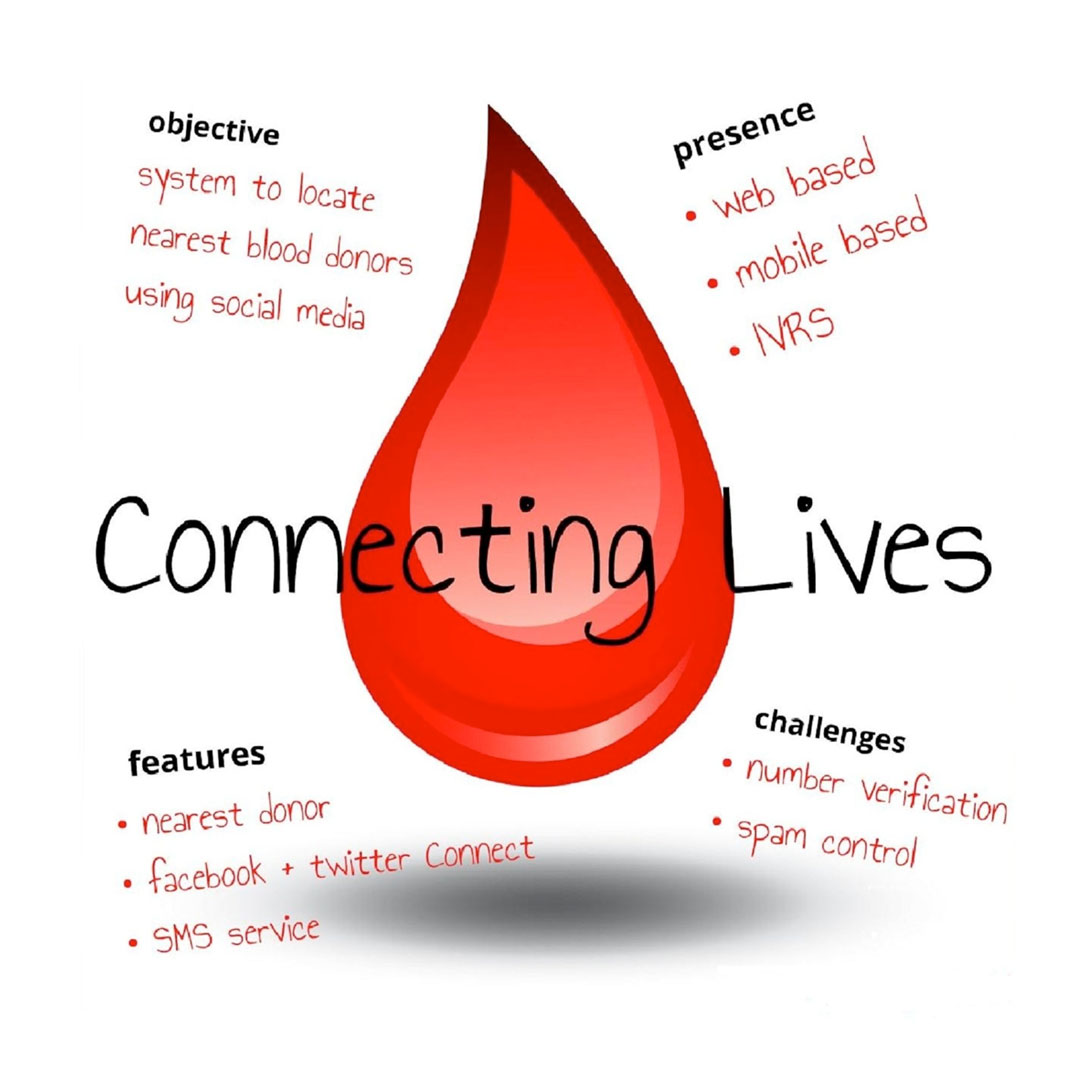 objective
system to locate
nearest blood donors
using social media
presence
• web based
• mobile based
• IVRS
Connecting Lives
features
• nearest donor
• facebook + twitter Connect
• SMS service
challenges
• number verification
• spam control